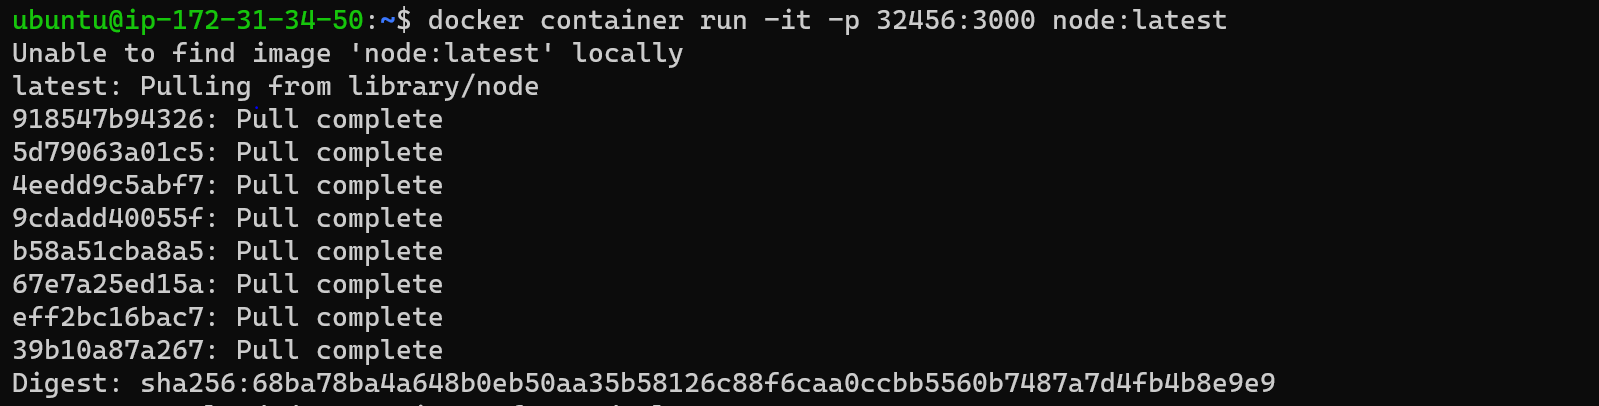 ubuntu@ip-172-31-34-50:~$ docker container run -it -p 32456:3000 node:latest
Unable to find image 'node:latest' locally
latest: Pulling from library/node
918547b94326: Pull complete
5d79063a01c5: Pull complete
4eedd9c5abf7: Pull complete
9cdadd40055f: Pull complete
b58a51cba8a5: Pull complete
67e7a25ed15a: Pull complete
eff2bc16bac7: Pull complete
39b10a87a267: Pull complete
Digest: sha256:68ba78ba4a648b0eb50aa35b58126c88f6caa0ccbb5560b7487a7d4fb4b8e9e9